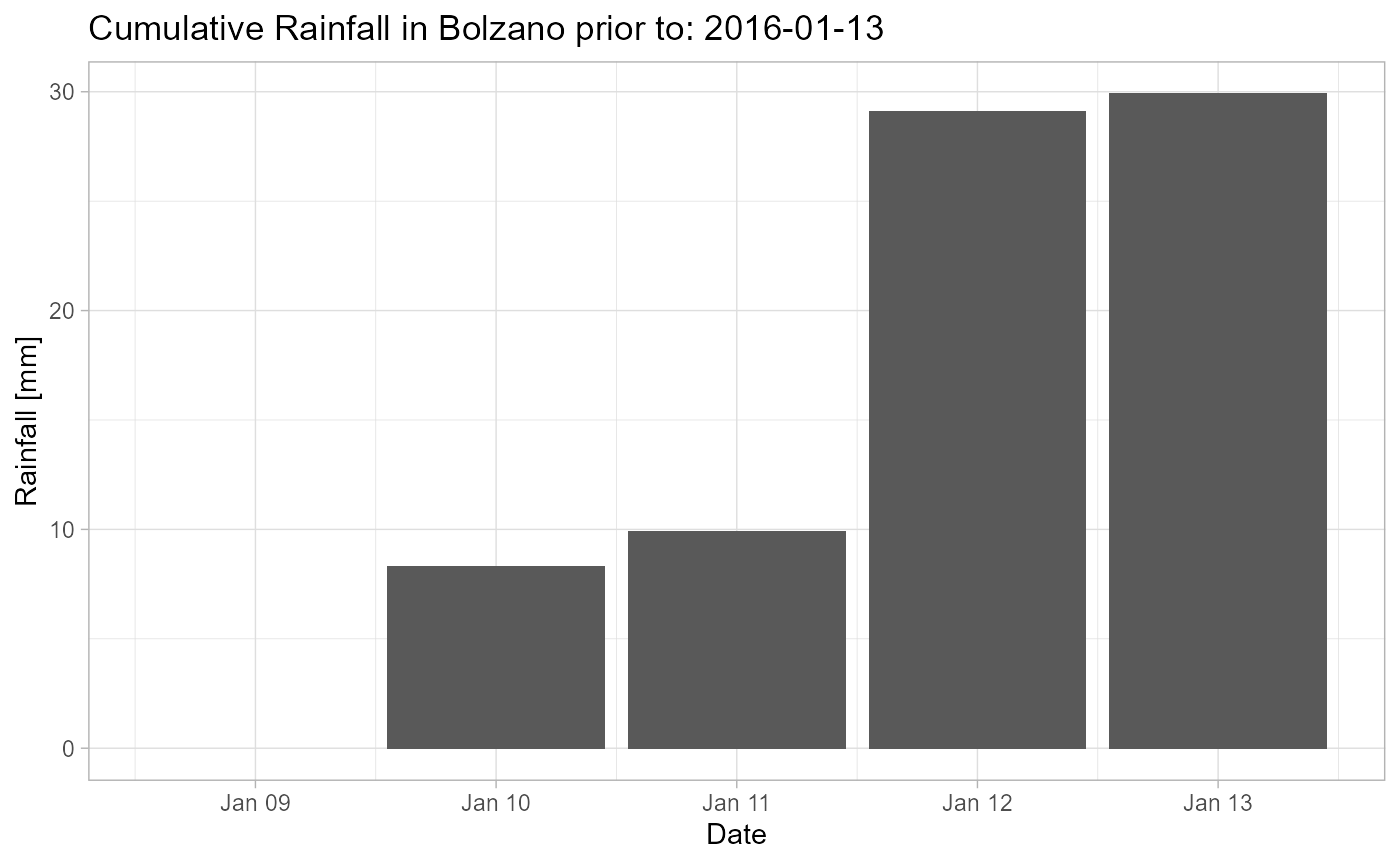 Cumulative Rainfall in Bolzano prior to: 2016-01-13
30
20
10
0
Rainfall [mm]
Jan 09 Jan 10 Jan 11 Jan 12 Jan 13
Date